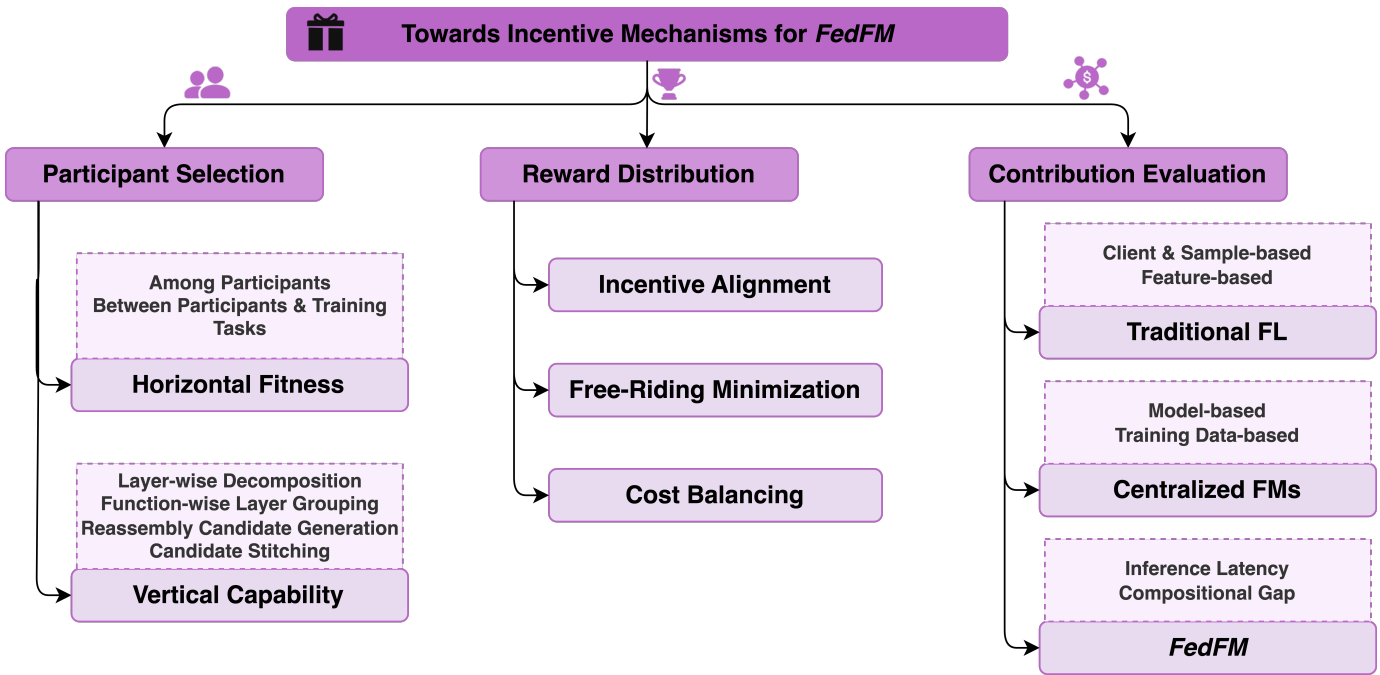 Towards Incentive Mechanisms for FedFM
$
Participant Selection
Among Participants
Between Participants & Training
Tasks
Horizontal Fitness
Layer-wise Decomposition
Function-wise Layer Grouping
Reassembly Candidate Generation
Candidate Stitching
Vertical Capability
Reward Distribution
Incentive Alignment
Free-Riding Minimization
Cost Balancing
Contribution Evaluation
Client & Sample-based
Feature-based
Traditional FL
Model-based
Training Data-based
Centralized FMs
Inference Latency
Compositional Gap
FedFM